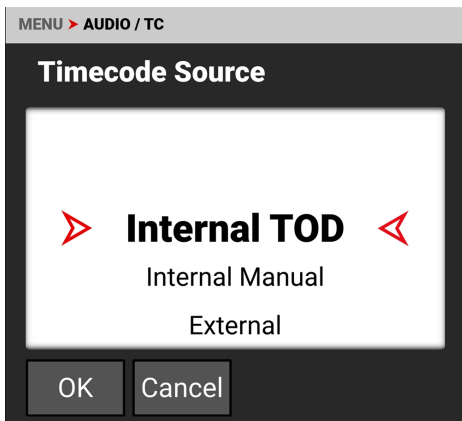 MENU > AUDIO / TC
Timecode Source
Internal TOD
Internal Manual
External
OK
Cancel